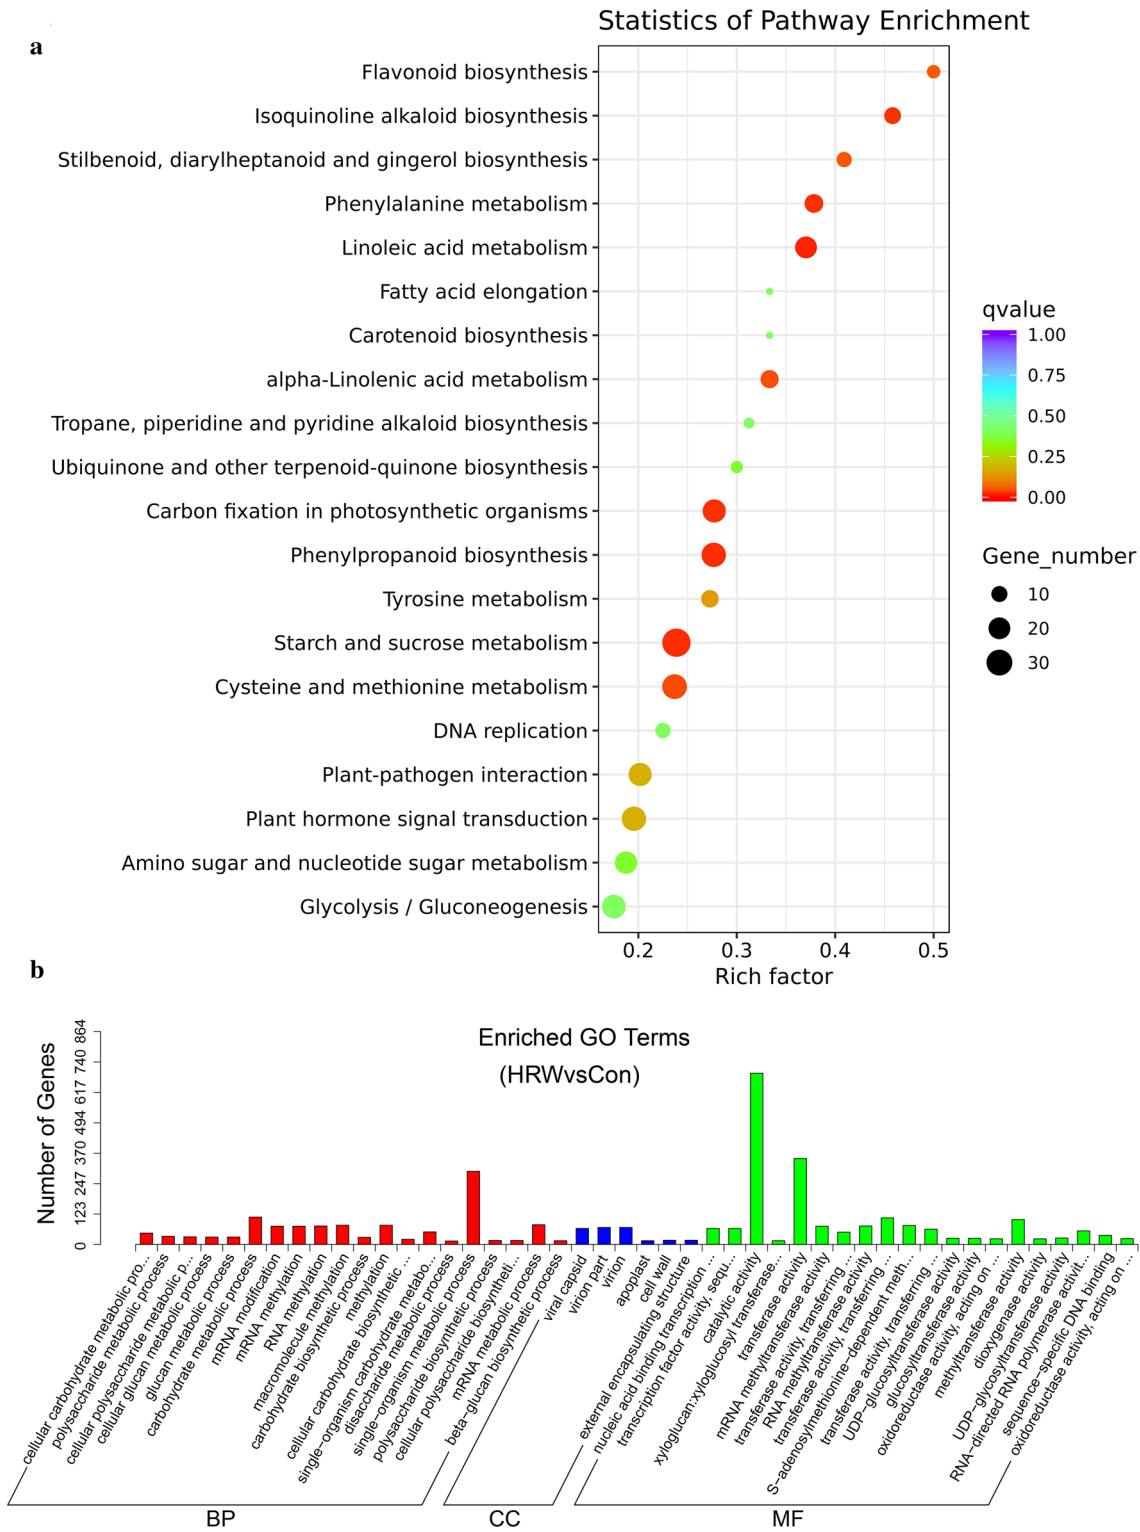 Statistics of Pathway Enrichment
a
Flavonoid biosynthesis
Isoquinoline alkaloid biosynthesis
Stilbenoid, diarylheptanoid and gingerol biosynthesis
Phenylalanine metabolism
Linoleic acid metabolism
Fatty acid elongation
Carotenoid biosynthesis
alpha-Linolenic acid metabolism
Tropane, piperidine and pyridine alkaloid biosynthesis
Ubiquinone and other terpenoid-quinone biosynthesis
Carbon fixation in photosynthetic organisms
Phenylpropanoid biosynthesis
Tyrosine metabolism
Starch and sucrose metabolism
Cysteine and methionine metabolism
DNA replication
Plant-pathogen interaction
Plant hormone signal transduction
Amino sugar and nucleotide sugar metabolism
Glycolysis / Gluconeogenesis
0.2 0.3 0.4 0.5
Rich factor
qvalue
1.00
0.75
0.50
0.25
0.00
Gene_number
10
20
30
b
Enriched GO Terms
(HRWvsCon)
Number of Genes
0 123 247 370 494 617 740 864
cellular carbohydrate metabolic pro...
polysaccharide metabolic process
cellular polysaccharide metabolic p...
cellular glucan metabolic process
glucan metabolic process
carbohydrate metabolic process
mRNA modification
mRNA methylation
RNA methylation
macromolecule methylation
carbohydrate biosynthetic process
methylation
cellular carbohydrate biosynthetic ...
single−organism carbohydrate metabo...
disaccharide metabolic process
single−organism metabolic process
polysaccharide biosynthetic process
cellular polysaccharide biosyntheti...
mRNA metabolic process
beta−glucan biosynthetic process
viral capsid
virion part
virion
apoplast
cell wall
external encapsulating structure
nucleic acid binding transcription ...
transcription factor activity, sequ...
catalytic activity
xyloglucan:xyloglucosyl transferase...
transferase activity
mRNA methyltransferase activity
transferase activity, transferring ...
RNA methyltransferase activity
transferase activity, transferring ...
S−adenosylmethionine−dependent meth...
transferase activity, transferring ...
UDP−glucosyltransferase activity
glucosyltransferase activity
oxidoreductase activity, acting on ...
methyltransferase activity
dioxygenase activity
UDP−glycosyltransferase activity
RNA−directed RNA polymerase activit...
sequence−specific DNA binding
oxidoreductase activity, acting on ...
BP
CC
MF